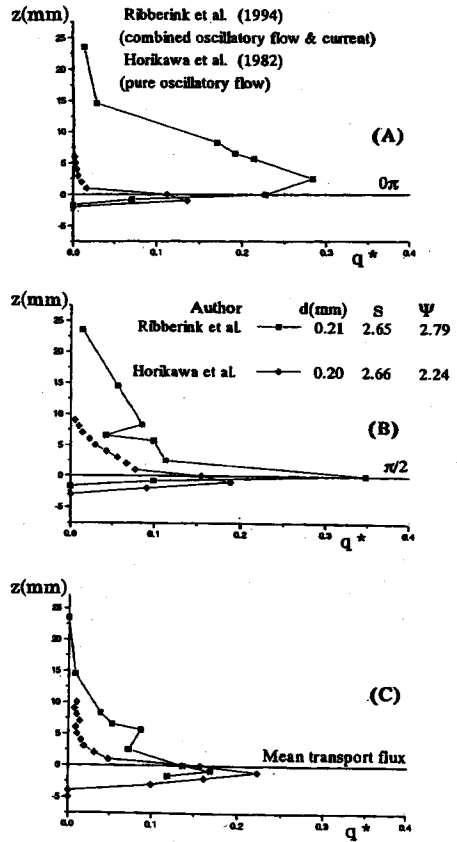 z(mm)
Ribberink et al. (1994)
(combined oscillatory flow & current)
Horikawa et al. (1982)
(pure oscillatory flow)
25
20
15
10
5
0
-5
(A)
0π
0.0 0.1 0.2 0.3 0.4
q *
z(mm)
Author d(mm) S Ψ
Ribberink et al. 0.21 2.65 2.79
Horikawa et al. 0.20 2.66 2.24
25
20
15
10
5
0
-5
(B)
π/2
0.0 0.1 0.2 0.3 0.4
q *
z(mm)
25
20
15
10
5
0
-5
(C)
Mean transport flux
0.0 0.1 0.2 0.3 0.4
q *